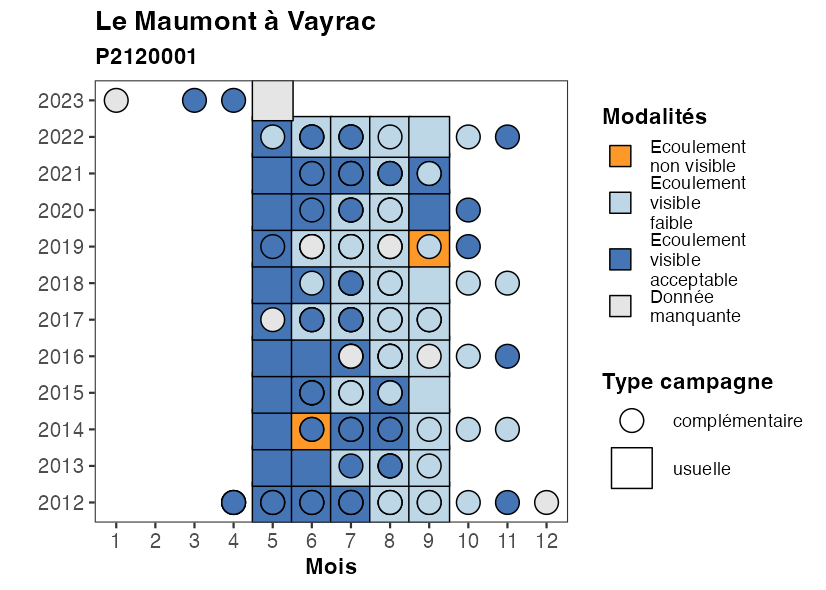 Le Maumont à Vayrac
P2120001
2023
2022
2021
2020
2019
2018
2017
2016
2015
2014
2013
2012
1 2 3 4 5 6 7 8 9 10 11 12
Mois
Modalités
Ecoulement
non visible
Ecoulement
visible
faible
Ecoulement
visible
acceptable
Donnée
manquante
Type campagne
complémentaire
usuelle